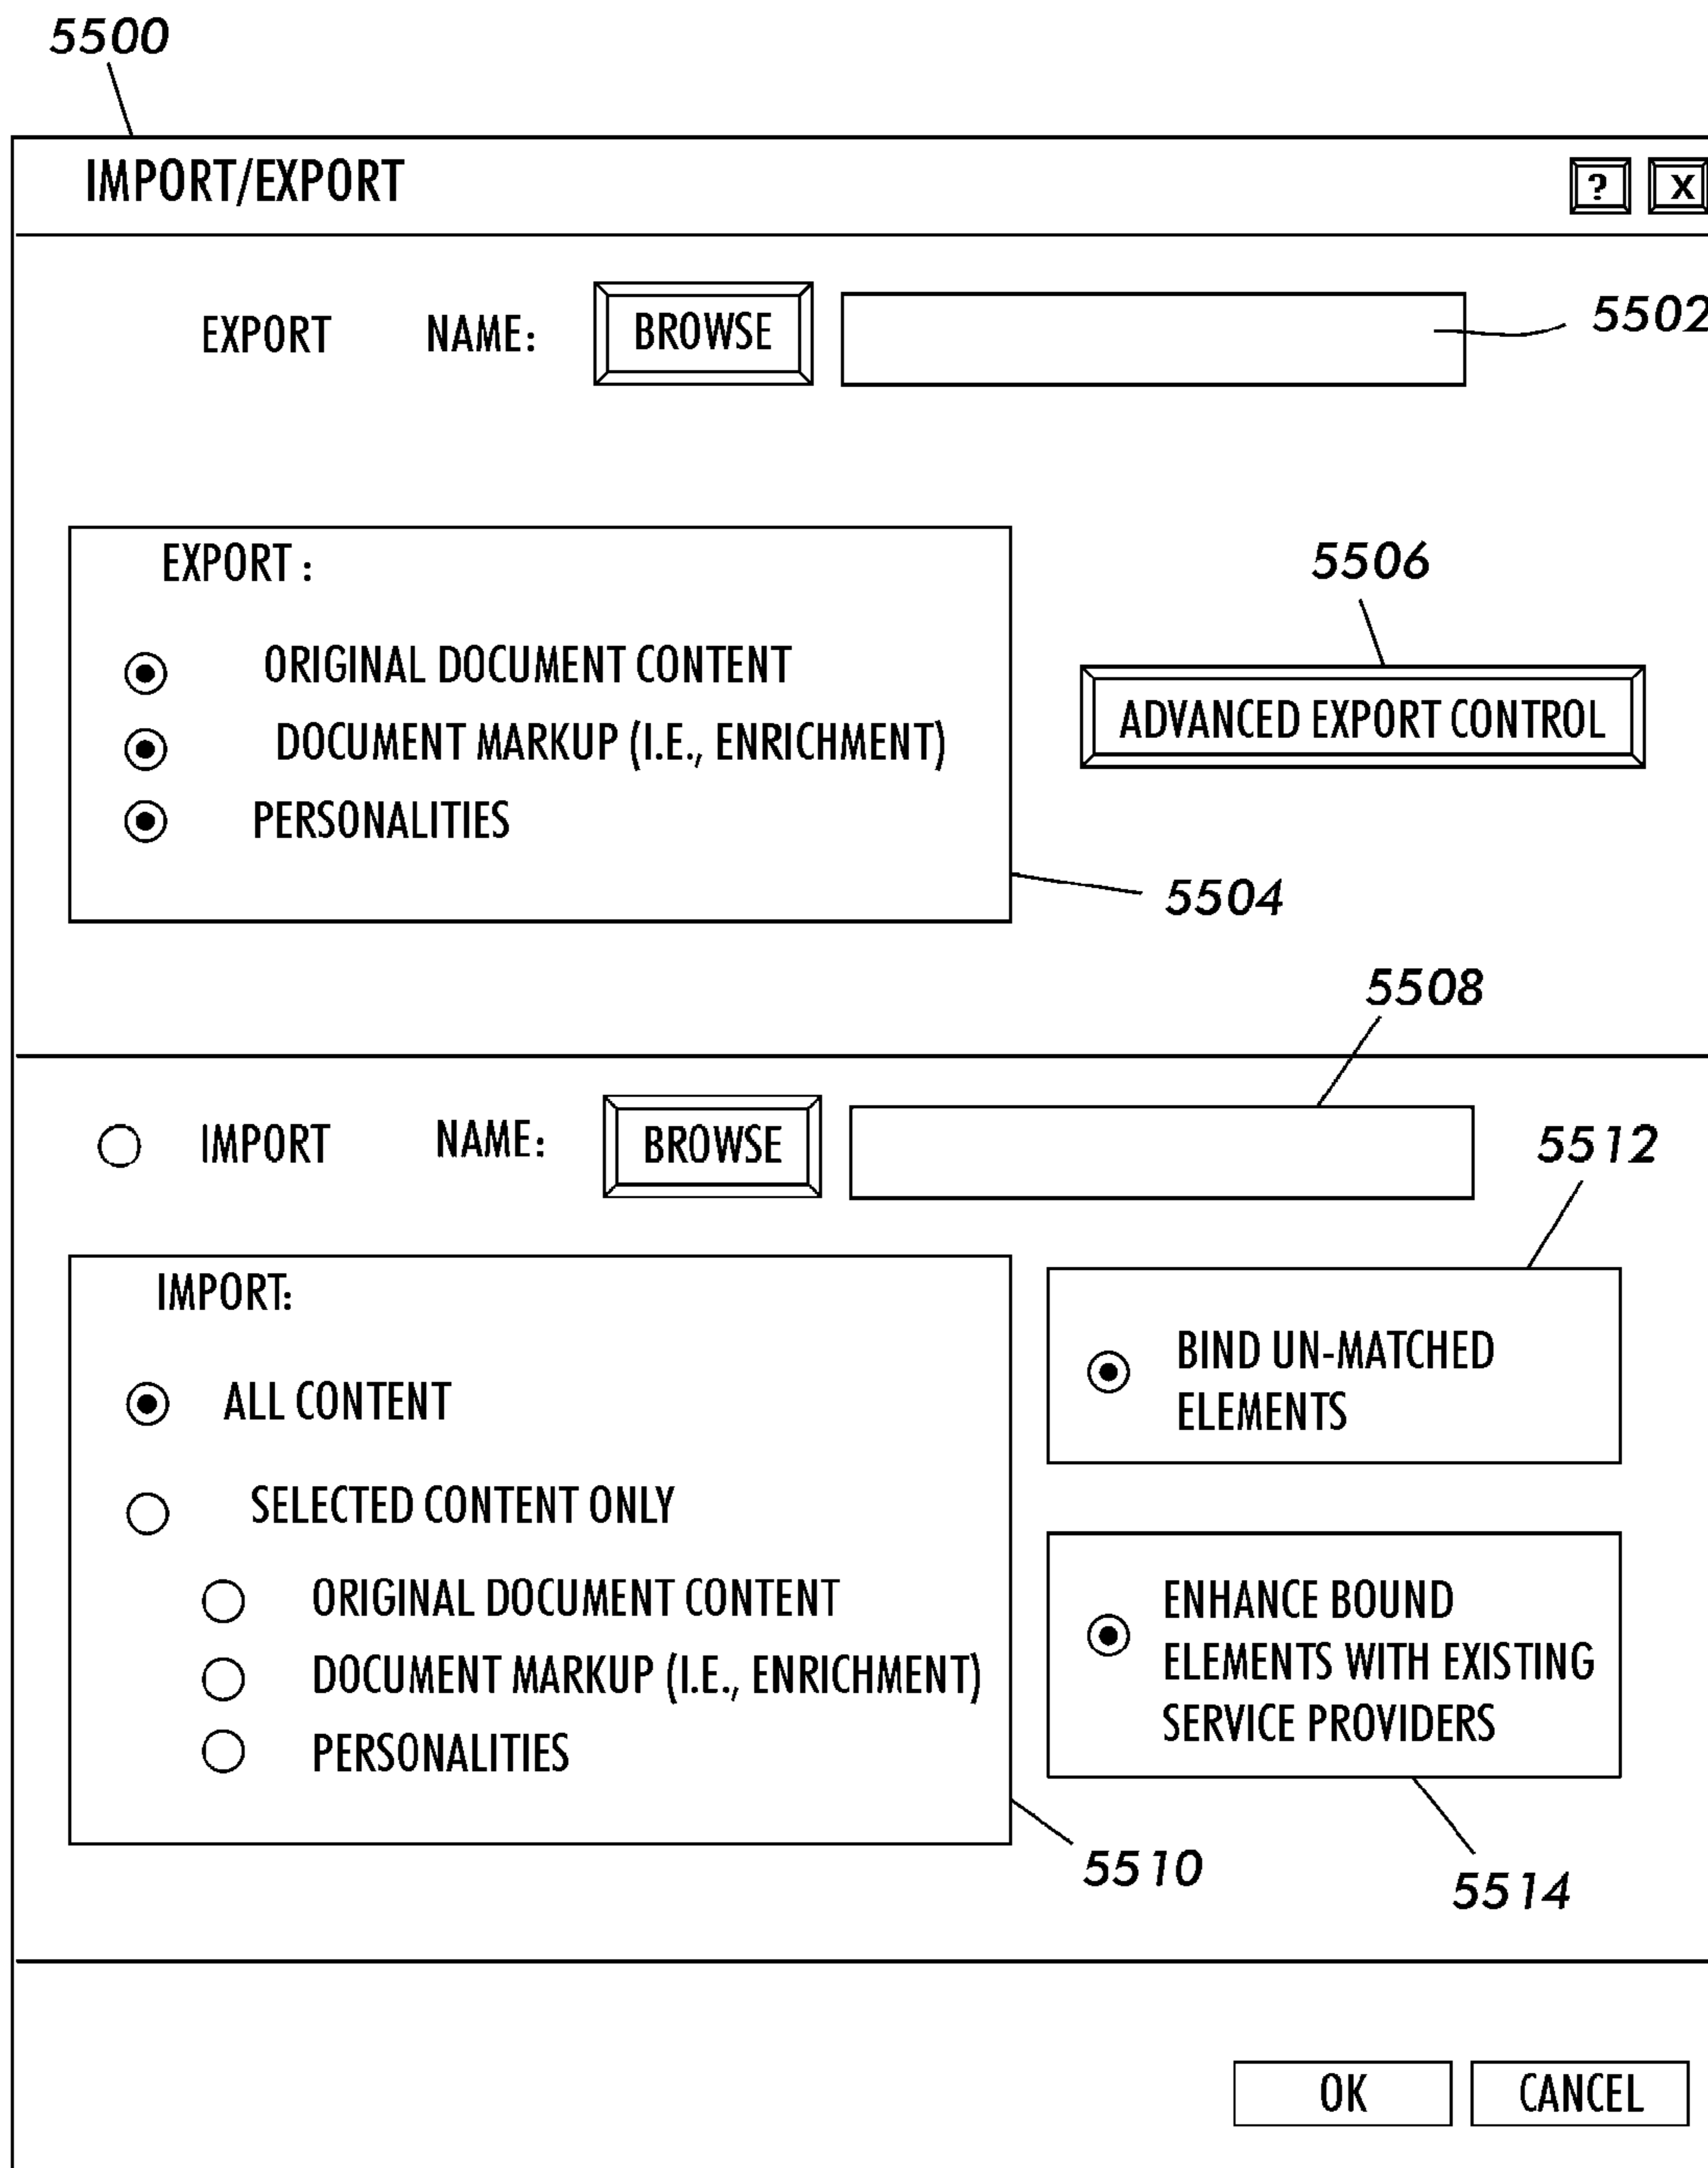 5500
IMPORT/EXPORT
? X
EXPORT NAME: BROWSE 5502
EXPORT :
ORIGINAL DOCUMENT CONTENT
DOCUMENT MARKUP (I.E., ENRICHMENT)
PERSONALITIES
5506
ADVANCED EXPORT CONTROL
5504
5508
IMPORT NAME: BROWSE
5512
IMPORT:
ALL CONTENT
SELECTED CONTENT ONLY
ORIGINAL DOCUMENT CONTENT
DOCUMENT MARKUP (I.E., ENRICHMENT)
PERSONALITIES
BIND UN-MATCHED
ELEMENTS
ENHANCE BOUND
ELEMENTS WITH EXISTING
SERVICE PROVIDERS
5510
5514
OK CANCEL